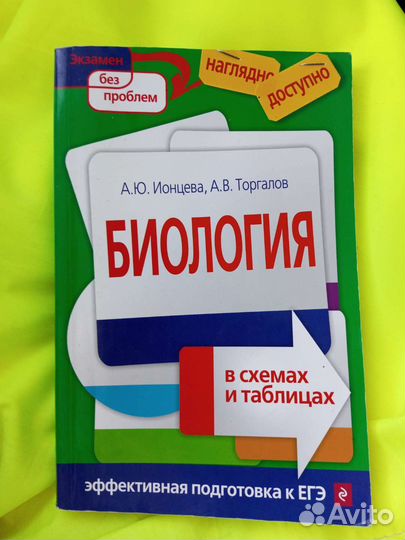 Экзамен
без
проблем
наглядно
доступно
А.Ю. Ионцева, А.В. Торгалов
БИОЛОГИЯ
в схемах
и таблицах
эффективная подготовка к ЕГЭ
Avito